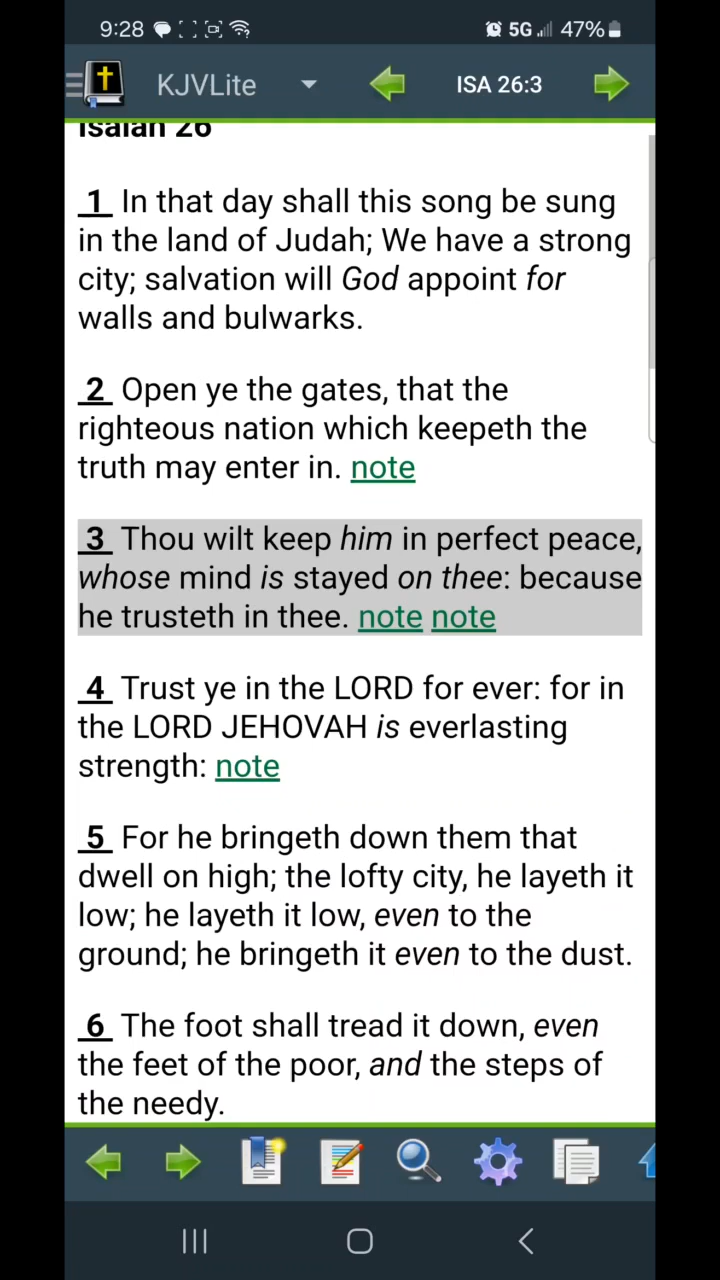 9:28 5G 47%
KJVLite ISA 26:3
Isaiah 26
1 In that day shall this song be sung
in the land of Judah; We have a strong
city; salvation will God appoint for
walls and bulwarks.
2 Open ye the gates, that the
righteous nation which keepeth the
truth may enter in. note
3 Thou wilt keep him in perfect peace,
whose mind is stayed on thee: because
he trusteth in thee. note note
4 Trust ye in the LORD for ever: for in
the LORD JEHOVAH is everlasting
strength: note
5 For he bringeth down them that
dwell on high; the lofty city, he layeth it
low; he layeth it low, even to the
ground; he bringeth it even to the dust.
6 The foot shall tread it down, even
the feet of the poor, and the steps of
the needy.